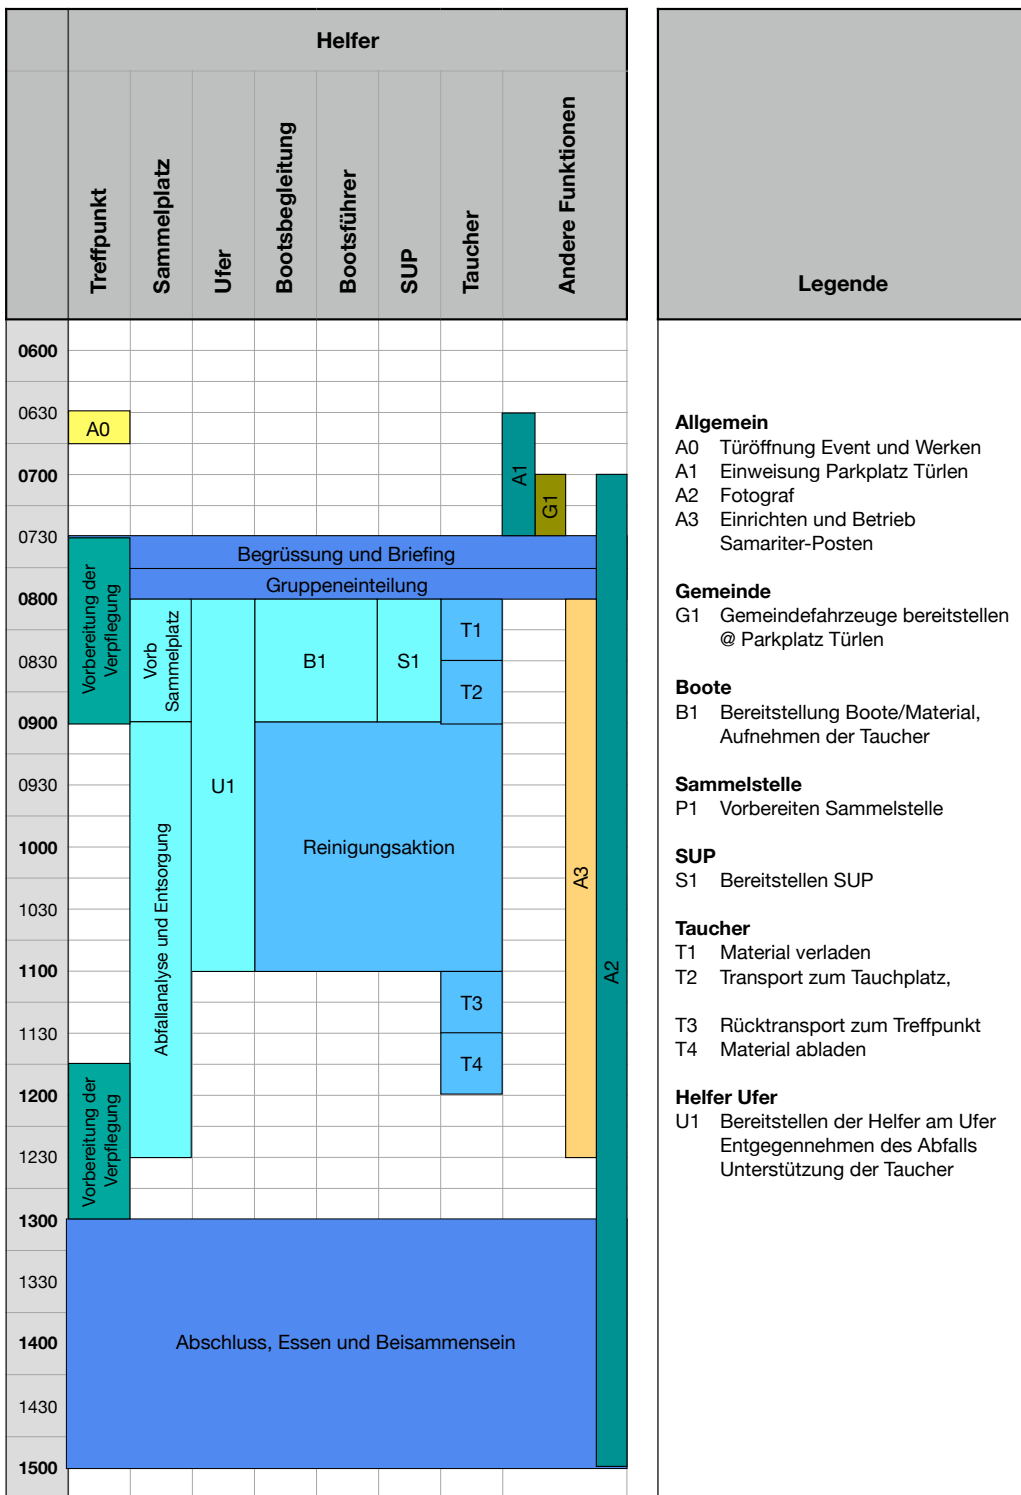 Helfer
Treffpunkt
Sammelplatz
Ufer
Bootsbegleitung
Bootsführer
SUP
Taucher
Andere Funktionen
Legende
0600
0630
A0
A1
0700
G1
0730
Begrüssung und Briefing
Gruppeneinteilung
0800
Vorbereitung der
Verpflegung
Vorb
Sammelplatz
T1
0830
B1
S1
T2
0900
0930
U1
1000
Reinigungsaktion
Abfallanalyse und Entsorgung
A3
1030
1100
A2
T3
1130
T4
1200
Vorbereitung der
Verpflegung
1230
1300
1330
1400
Abschluss, Essen und Beisammensein
1430
1500
Allgemein
A0 Türöffnung Event und Werken
A1 Einweisung Parkplatz Türlen
A2 Fotograf
A3 Einrichten und Betrieb
Samariter-Posten
Gemeinde
G1 Gemeindefahrzeuge bereitstellen
@ Parkplatz Türlen
Boote
B1 Bereitstellung Boote/Material,
Aufnehmen der Taucher
Sammelstelle
P1 Vorbereiten Sammelstelle
SUP
S1 Bereitstellen SUP
Taucher
T1 Material verladen
T2 Transport zum Tauchplatz,
T3 Rücktransport zum Treffpunkt
T4 Material abladen
Helfer Ufer
U1 Bereitstellen der Helfer am Ufer
Entgegennehmen des Abfalls
Unterstützung der Taucher